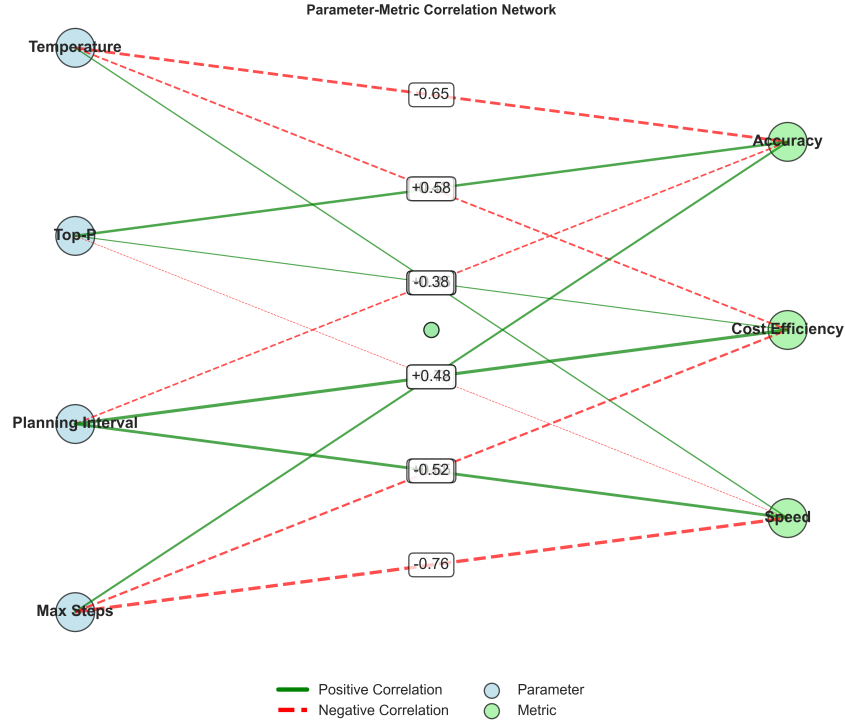 Parameter-Metric Correlation Network
Temperature
-0.65
Accuracy
+0.58
Top-P
-0.38
Cost Efficiency
+0.48
Planning Interval
-0.52
Speed
-0.76
Max Steps
Positive Correlation
Parameter
Negative Correlation
Metric